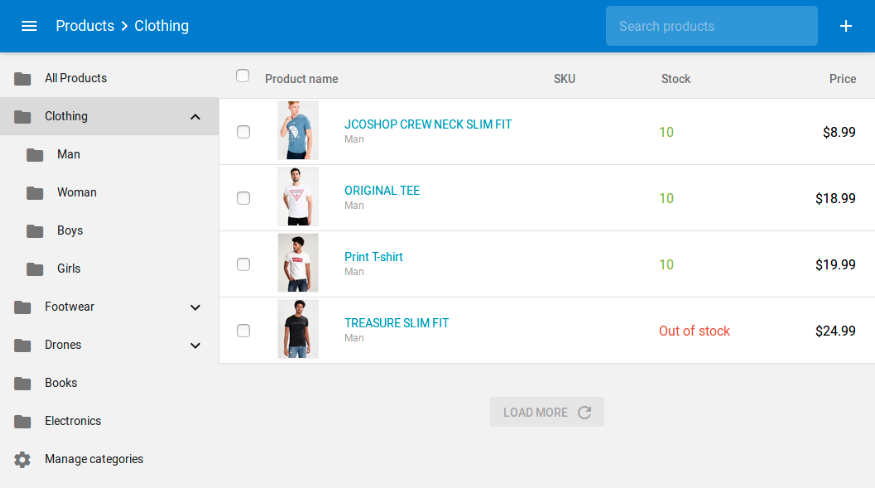 Products > Clothing
Search products
All Products
Clothing
Man
Woman
Boys
Girls
Footwear
Drones
Books
Electronics
Manage categories
Product name SKU Stock Price
JCOSHOP CREW NECK SLIM FIT
Man
10 $8.99
ORIGINAL TEE
Man
10 $18.99
Print T-shirt
Man
10 $19.99
TREASURE SLIM FIT
Man
Out of stock $24.99
LOAD MORE